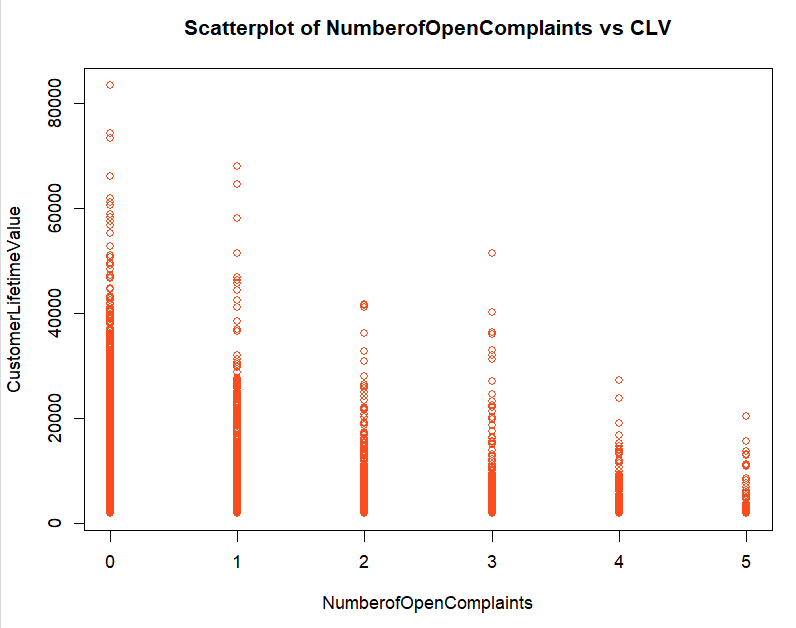 Scatterplot of NumberofOpenComplaints vs CLV
CustomerLifetimeValue
80000
60000
40000
20000
0
0 1 2 3 4 5
NumberofOpenComplaints